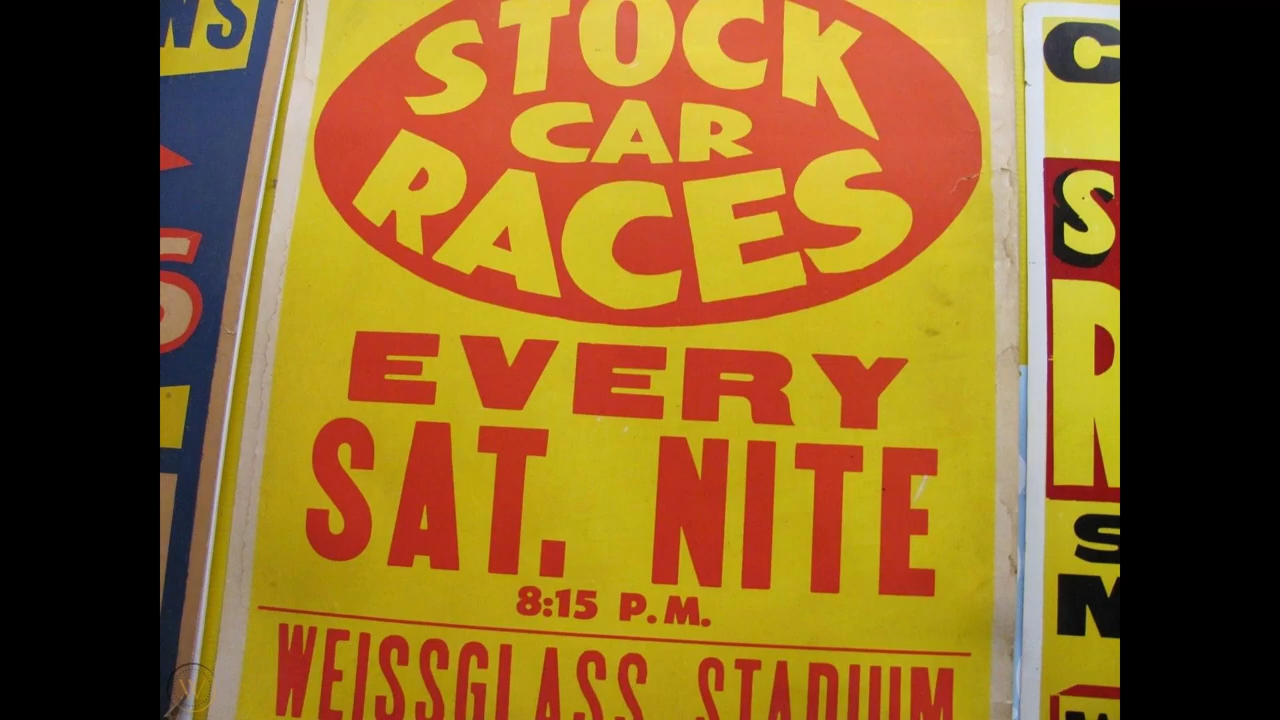 STOCK
CAR
RACES
EVERY
SAT. NITE
8:15 P.M.
WEISSGLASS STADIUM